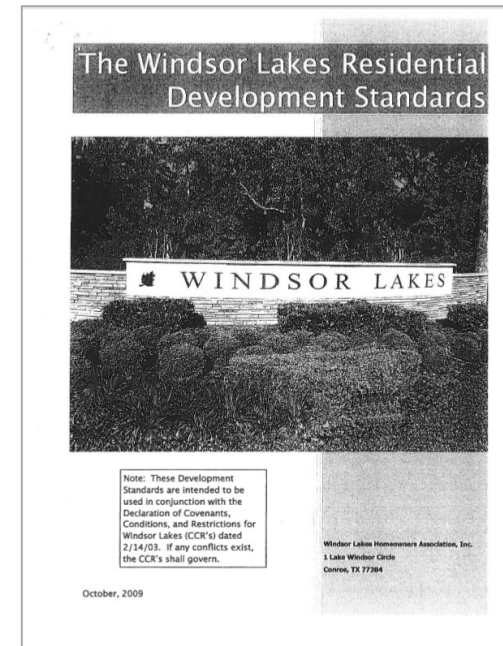 The Windsor Lakes Residential
Development Standards
WINDSOR LAKES
Note: These Development
Standards are intended to be
used in conjunction with the
Declaration of Covenants,
Conditions, and Restrictions for
Windsor Lakes (CCR's) dated
2/14/03. If any conflicts exist,
the CCR's shall govern.
Windsor Lakes Homeowners Association, Inc.
1 Lake Windsor Circle
Conroe, TX 77384
October, 2009